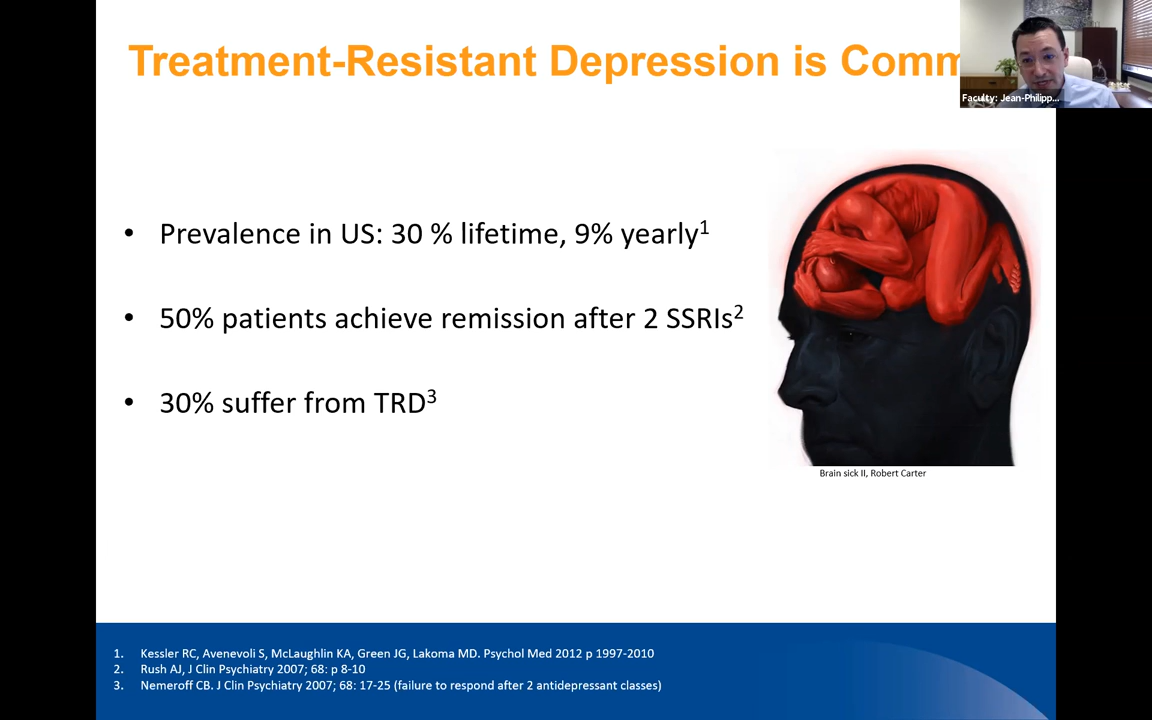 Treatment-Resistant Depression is Comm
Faculty: Jean-Philipp...
• Prevalence in US: 30 % lifetime, 9% yearly1
• 50% patients achieve remission after 2 SSRIs2
• 30% suffer from TRD3
Brain sick II, Robert Carter
1. Kessler RC, Avenevoli S, McLaughlin KA, Green JG, Lakoma MD. Psychol Med 2012 p 1997-2010
2. Rush AJ, J Clin Psychiatry 2007; 68: p 8-10
3. Nemeroff CB. J Clin Psychiatry 2007; 68: 17-25 (failure to respond after 2 antidepressant classes)